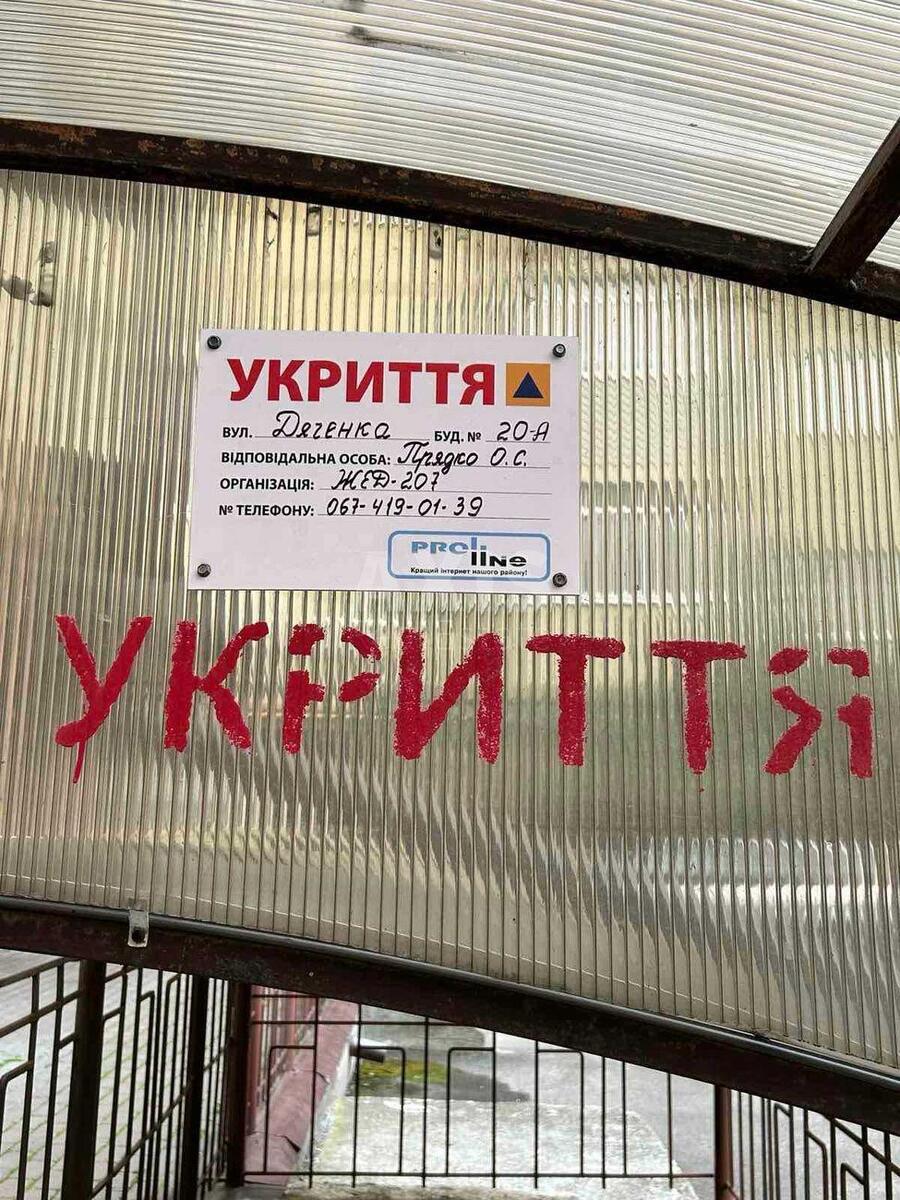 УКРИТТЯ
ВУЛ. Дяченка БУД. № 20-А
ВІДПОВІДАЛЬНА ОСОБА: Прядко О.С.
ОРГАНІЗАЦІЯ: ЖЕД-207
№ ТЕЛЕФОНУ: 067-419-01-39
PROLiNE
Кращий інтернет нашого району!
УКРИТТЯ